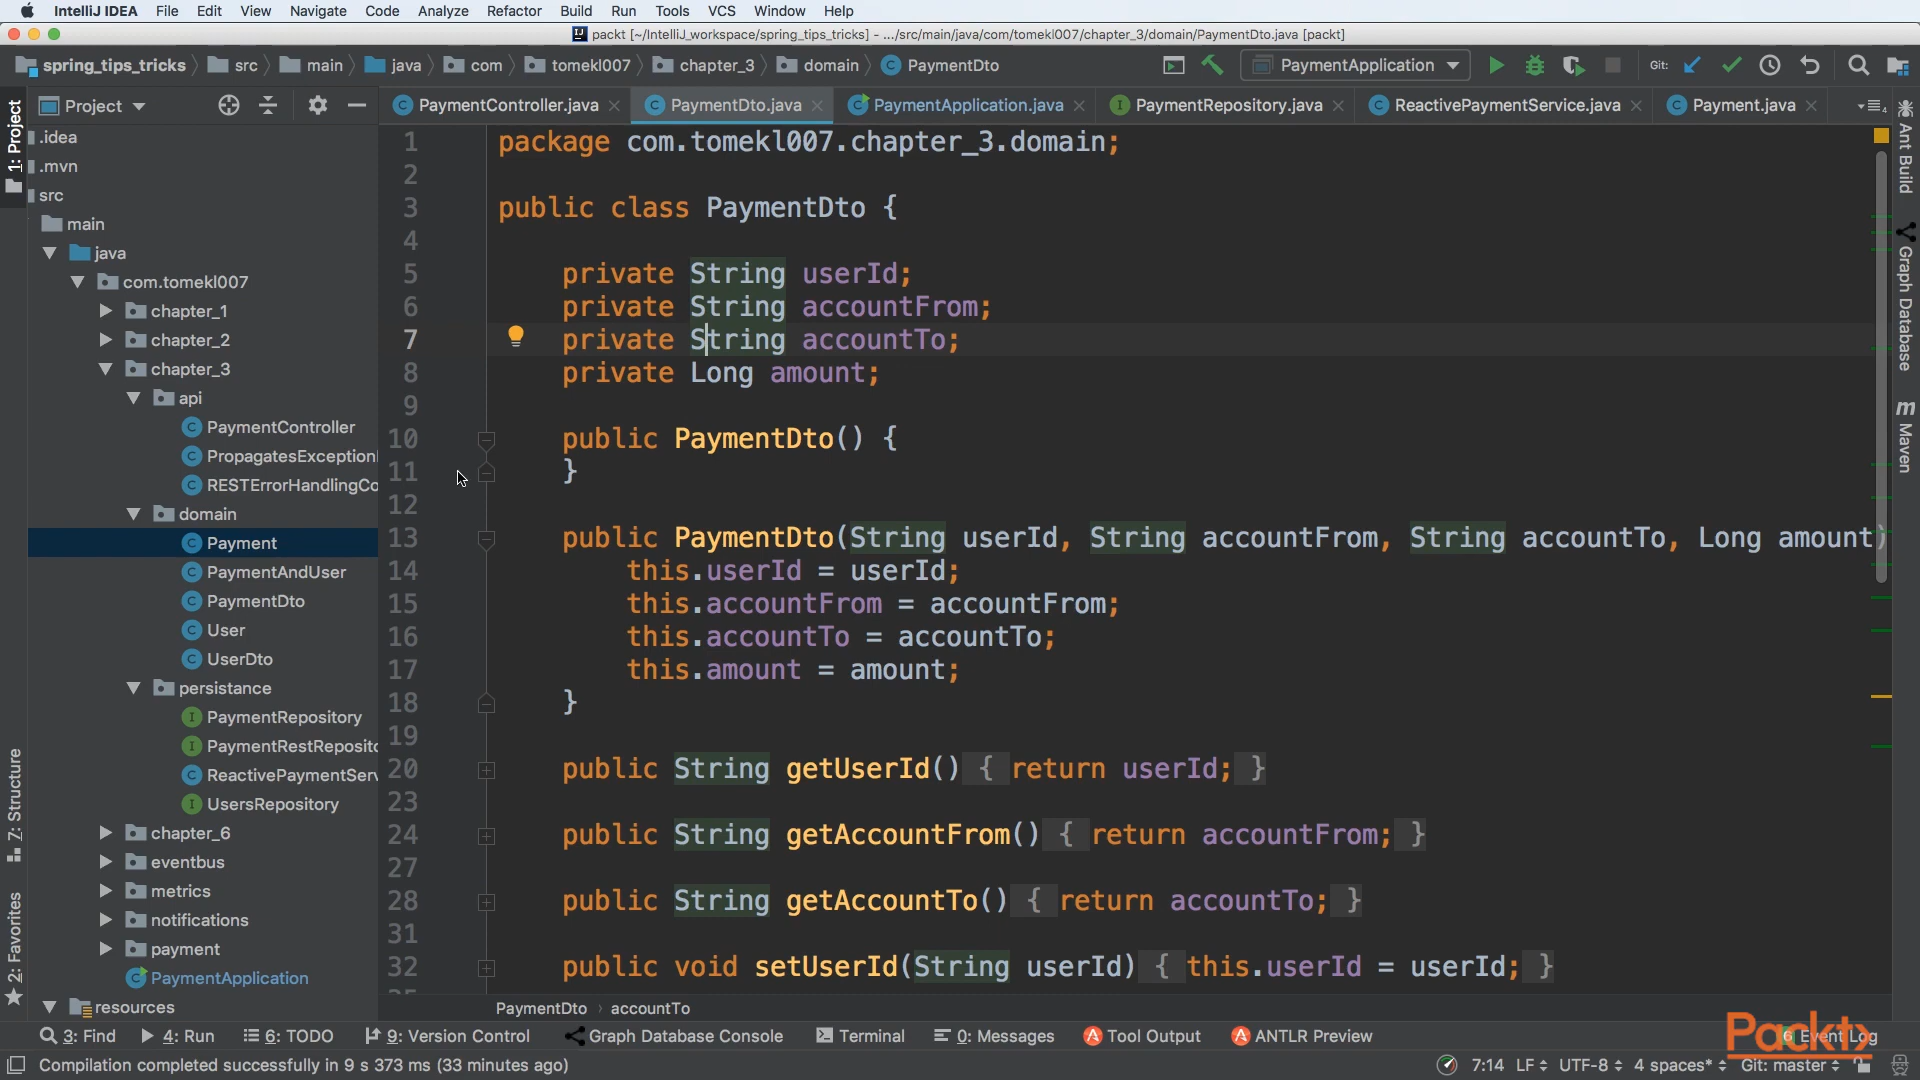 IntelliJ IDEA File Edit View Navigate Code Analyze Refactor Build Run Tools VCS Window Help
packt [~/IntelliJ_workspace/spring_tips_tricks] - .../src/main/java/com/tomekl007/chapter_3/domain/PaymentDto.java [packt]
spring_tips_tricks src main java com tomekl007 chapter_3 domain PaymentDto PaymentApplication Git:
Project PaymentController.java PaymentDto.java PaymentApplication.java PaymentRepository.java ReactivePaymentService.java Payment.java
1: Project
7: Structure
2: Favorites
.idea
.mvn
src
main
java
com.tomekl007
chapter_1
chapter_2
chapter_3
api
PaymentController
PropagatesException
RESTErrorHandlingCo
domain
Payment
PaymentAndUser
PaymentDto
User
UserDto
persistance
PaymentRepository
PaymentRestReposito
ReactivePaymentServ
UsersRepository
chapter_6
eventbus
metrics
notifications
payment
PaymentApplication
resources
1 package com.tomekl007.chapter_3.domain;
2
3 public class PaymentDto {
4
5 private String userId;
6 private String accountFrom;
7 private String accountTo;
8 private Long amount;
9
10 public PaymentDto() {
11 }
12
13 public PaymentDto(String userId, String accountFrom, String accountTo, Long amount)
14 this.userId = userId;
15 this.accountFrom = accountFrom;
16 this.accountTo = accountTo;
17 this.amount = amount;
18 }
19
20 public String getUserId() { return userId; }
23
24 public String getAccountFrom() { return accountFrom; }
27
28 public String getAccountTo() { return accountTo; }
31
32 public void setUserId(String userId) { this.userId = userId; }
Ant Build
Graph Database
m Maven
PaymentDto › accountTo
3: Find 4: Run 6: TODO 9: Version Control Graph Database Console Terminal 0: Messages Tool Output ANTLR Preview 6 Event Log
Packt>
Compilation completed successfully in 9 s 373 ms (33 minutes ago) 7:14 LF UTF-8 4 spaces* Git: master